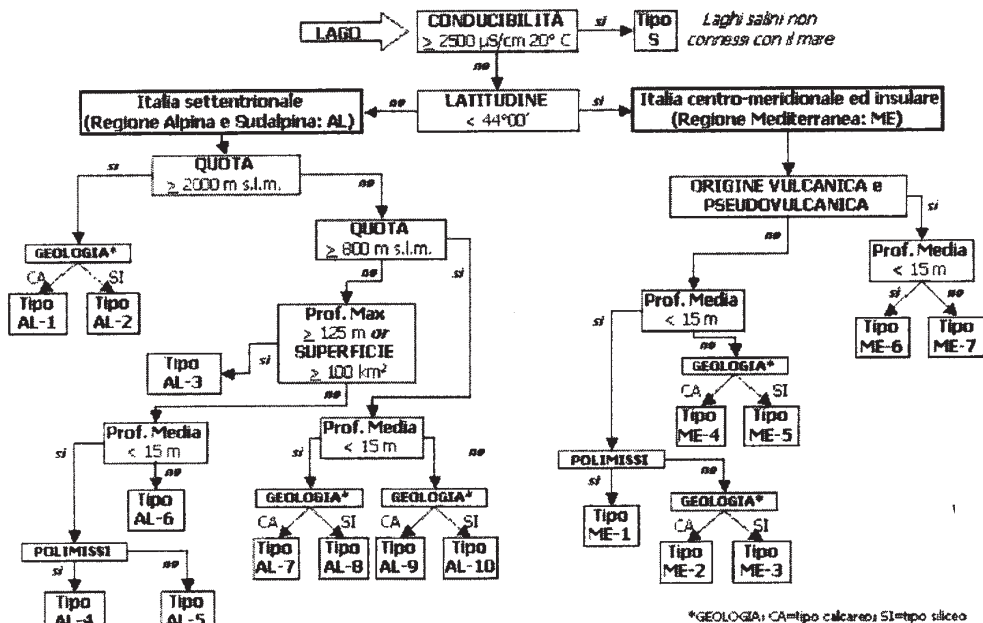 LAGO
CONDUCIBILITÀ
≥ 2500 µS/cm 20° C
si
Tipo
S
Laghi salini non
connessi con il mare
no
Italia settentrionale
(Regione Alpina e Sudalpina: AL)
no
LATITUDINE
< 44°00'
si
Italia centro-meridionale ed insulare
(Regione Mediterranea: ME)
si
QUOTA
≥ 2000 m s.l.m.
no
ORIGINE VULCANICA e
PSEUDOVULCANICA
si
no
GEOLOGIA*
CA
SI
Tipo
AL-1
Tipo
AL-2
QUOTA
≥ 800 m s.l.m.
no
si
Prof. Media
< 15 m
si
no
Tipo
ME-6
Tipo
ME-7
Prof. Max
≥ 125 m or
SUPERFICIE
≥ 100 km²
si
Tipo
AL-3
no
si
Prof. Media
< 15 m
no
GEOLOGIA*
CA
SI
Tipo
ME-4
Tipo
ME-5
Prof. Media
< 15 m
si
no
Tipo
AL-6
Prof. Media
< 15 m
si
no
GEOLOGIA*
GEOLOGIA*
CA
SI
CA
SI
Tipo
AL-7
Tipo
AL-8
Tipo
AL-9
Tipo
AL-10
POLIMISSI
si
no
Tipo
AL-4
Tipo
AL-5
POLIMISSI
si
no
Tipo
ME-1
GEOLOGIA*
CA
SI
Tipo
ME-2
Tipo
ME-3
*GEOLOGIA: CA=tipo calcareo; SI=tipo siliceo